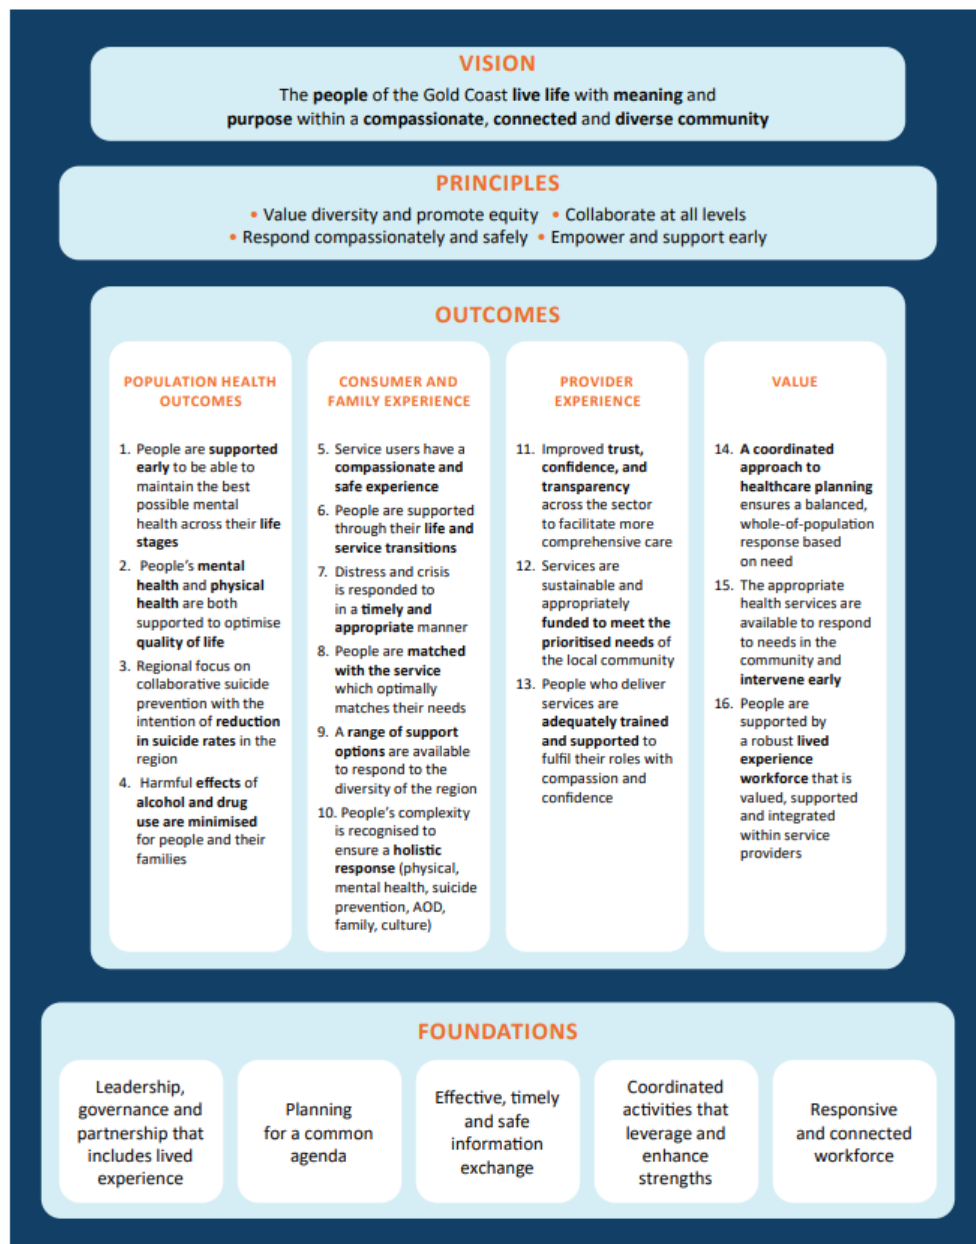 VISION
The people of the Gold Coast live life with meaning and
purpose within a compassionate, connected and diverse community
PRINCIPLES
• Value diversity and promote equity • Collaborate at all levels
• Respond compassionately and safely • Empower and support early
OUTCOMES
POPULATION HEALTH
OUTCOMES
1. People are supported
early to be able to
maintain the best
possible mental
health across their life
stages
2. People's mental
health and physical
health are both
supported to optimise
quality of life
3. Regional focus on
collaborative suicide
prevention with the
intention of reduction
in suicide rates in the
region
4. Harmful effects of
alcohol and drug
use are minimised
for people and their
families
CONSUMER AND
FAMILY EXPERIENCE
5. Service users have a
compassionate and
safe experience
6. People are supported
through their life and
service transitions
7. Distress and crisis
is responded to
in a timely and
appropriate manner
8. People are matched
with the service
which optimally
matches their needs
9. A range of support
options are available
to respond to the
diversity of the region
10. People's complexity
is recognised to
ensure a holistic
response (physical,
mental health, suicide
prevention, AOD,
family, culture)
PROVIDER
EXPERIENCE
11. Improved trust,
confidence, and
transparency
across the sector
to facilitate more
comprehensive care
12. Services are
sustainable and
appropriately
funded to meet the
prioritised needs of
the local community
13. People who deliver
services are
adequately trained
and supported to
fulfil their roles with
compassion and
confidence
VALUE
14. A coordinated
approach to
healthcare planning
ensures a balanced,
whole-of-population
response based
on need
15. The appropriate
health services are
available to respond
to needs in the
community and
intervene early
16. People are
supported by
a robust lived
experience
workforce that is
valued, supported
and integrated
within service
providers
FOUNDATIONS
Leadership,
governance and
partnership that
includes lived
experience
Planning
for a common
agenda
Effective, timely
and safe
information
exchange
Coordinated
activities that
leverage and
enhance
strengths
Responsive
and connected
workforce